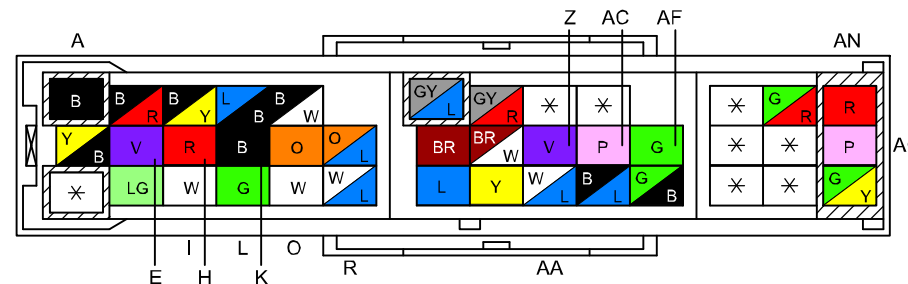 Z AC AF
A AN
B B R B Y L B B W GY L GY R * * * G R R
Y B V R B O O L BR BR W V P G * * P A
* LG W G W W L L Y W L B L G B * * G Y
I L O
R AA
E H K